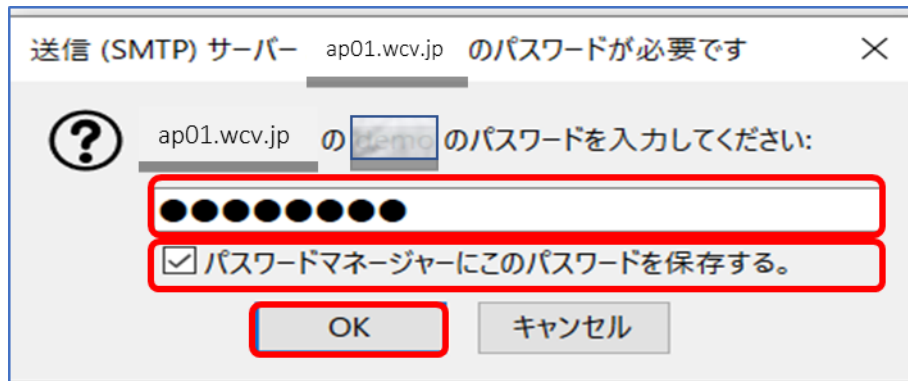 送信 (SMTP) サーバー ap01.wcv.jp のパスワードが必要です
ap01.wcv.jp の demo のパスワードを入力してください:
●●●●●●●●
パスワードマネージャーにこのパスワードを保存する。
OK キャンセル